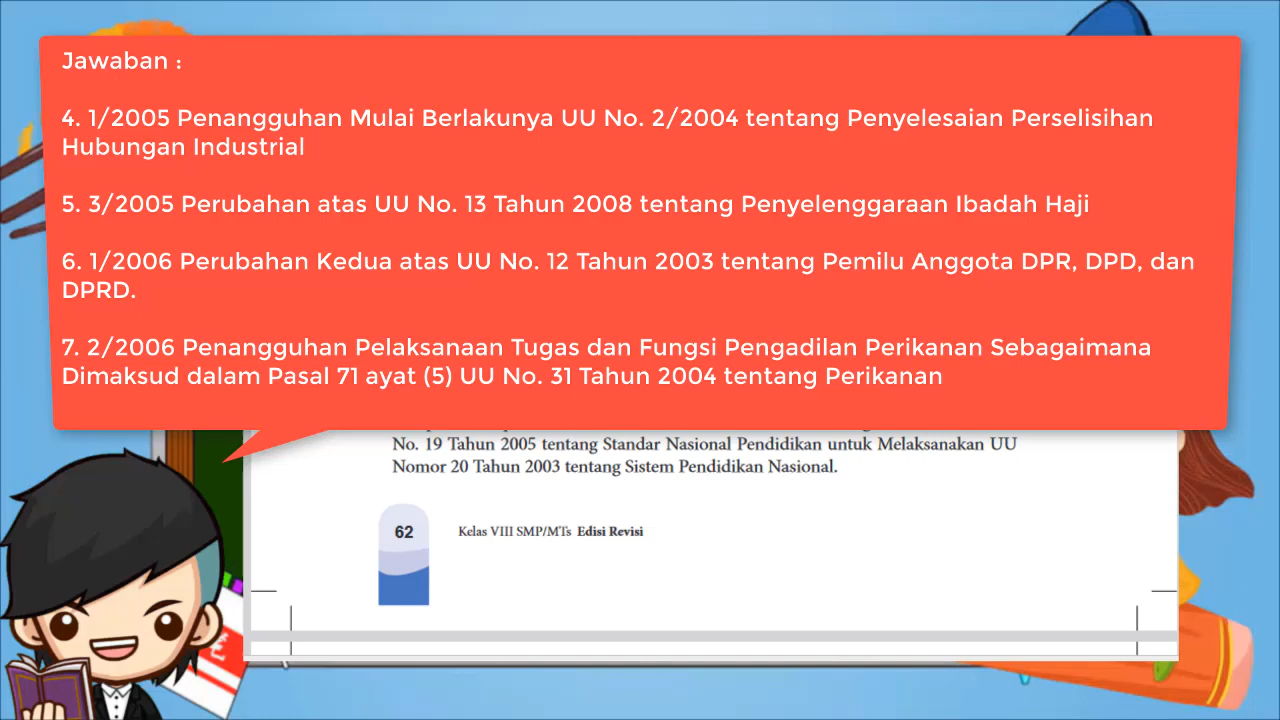 Jawaban :
4. 1/2005 Penangguhan Mulai Berlakunya UU No. 2/2004 tentang Penyelesaian Perselisihan
Hubungan Industrial
5. 3/2005 Perubahan atas UU No. 13 Tahun 2008 tentang Penyelenggaraan Ibadah Haji
6. 1/2006 Perubahan Kedua atas UU No. 12 Tahun 2003 tentang Pemilu Anggota DPR, DPD, dan
DPRD.
7. 2/2006 Penangguhan Pelaksanaan Tugas dan Fungsi Pengadilan Perikanan Sebagaimana
Dimaksud dalam Pasal 71 ayat (5) UU No. 31 Tahun 2004 tentang Perikanan
No. 19 Tahun 2005 tentang Standar Nasional Pendidikan untuk Melaksanakan UU
Nomor 20 Tahun 2003 tentang Sistem Pendidikan Nasional.
62 Kelas VIII SMP/MTs Edisi Revisi